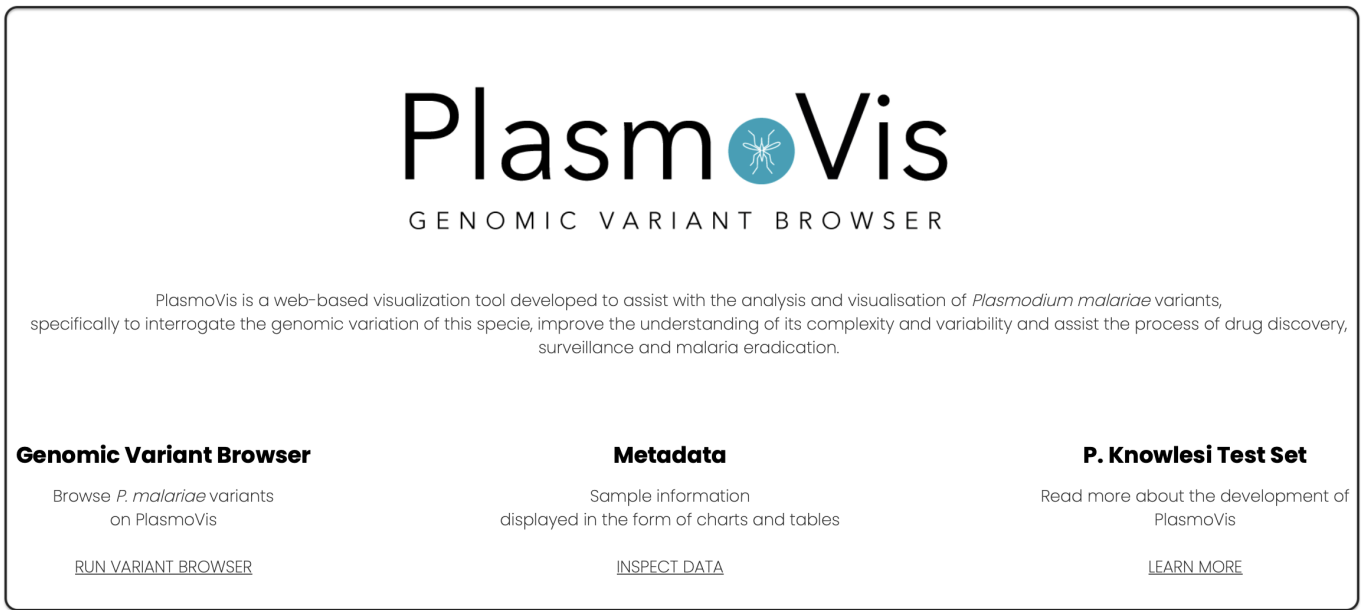 PlasmoVis
GENOMIC VARIANT BROWSER
PlasmoVis is a web-based visualization tool developed to assist with the analysis and visualisation of Plasmodium malariae variants,
specifically to interrogate the genomic variation of this specie, improve the understanding of its complexity and variability and assist the process of drug discovery,
surveillance and malaria eradication.
Genomic Variant Browser
Browse P. malariae variants
on PlasmoVis
RUN VARIANT BROWSER
Metadata
Sample information
displayed in the form of charts and tables
INSPECT DATA
P. Knowlesi Test Set
Read more about the development of
PlasmoVis
LEARN MORE